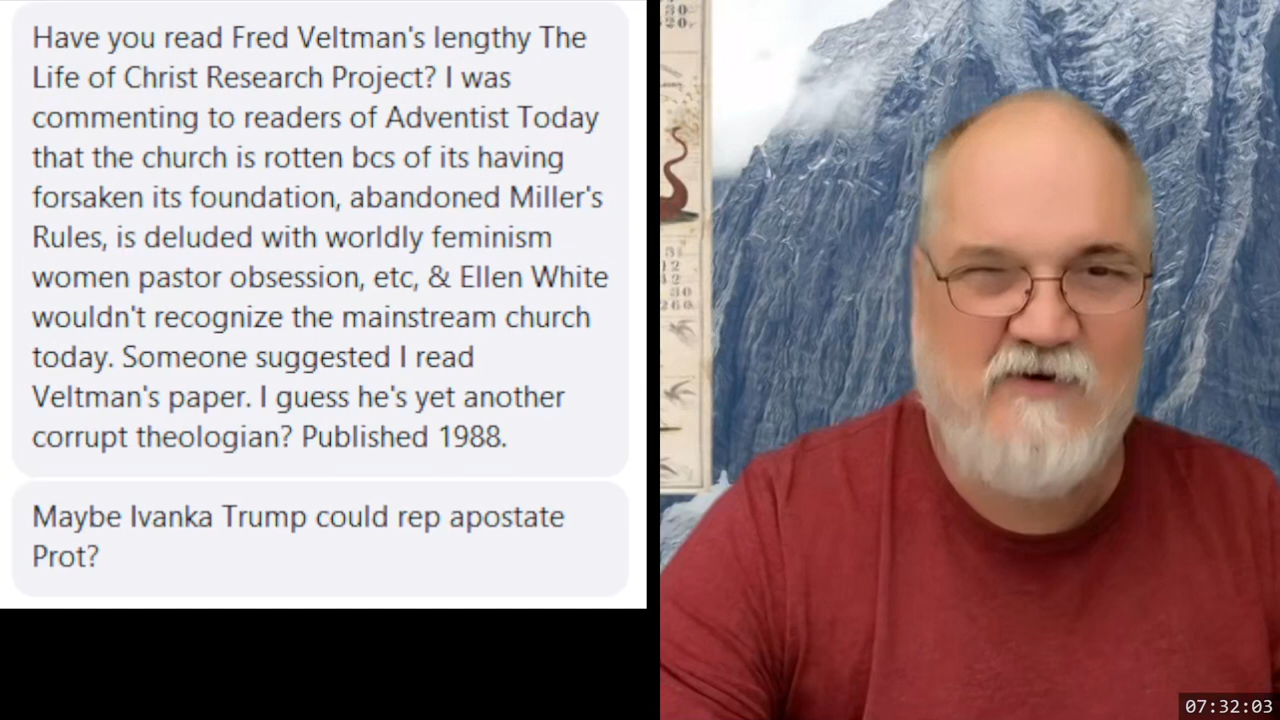 Have you read Fred Veltman's lengthy The
Life of Christ Research Project? I was
commenting to readers of Adventist Today
that the church is rotten bcs of its having
forsaken its foundation, abandoned Miller's
Rules, is deluded with worldly feminism
women pastor obsession, etc, & Ellen White
wouldn't recognize the mainstream church
today. Someone suggested I read
Veltman's paper. I guess he's yet another
corrupt theologian? Published 1988.
Maybe Ivanka Trump could rep apostate
Prot?
07:32:03